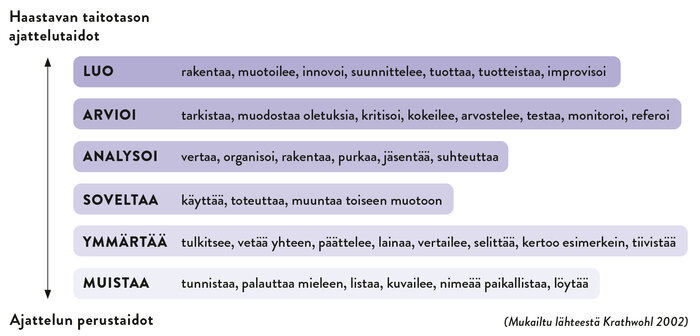 Haastavan taitotason
ajattelutaidot
LUO rakentaa, muotoilee, innovoi, suunnittelee, tuottaa, tuotteistaa, improvisoi
ARVIOI tarkistaa, muodostaa oletuksia, kritisoi, kokeilee, arvostelee, testaa, monitoroi, referoi
ANALYSOI vertaa, organisoi, rakentaa, purkaa, jäsentää, suhteuttaa
SOVELTAA käyttää, toteuttaa, muuntaa toiseen muotoon
YMMÄRTÄÄ tulkitsee, vetää yhteen, päättelee, lainaa, vertailee, selittää, kertoo esimerkein, tiivistää
MUISTAA tunnistaa, palauttaa mieleen, listaa, kuvailee, nimeää paikallistaa, löytää
Ajattelun perustaidot
(Mukailtu lähteestä Krathwohl 2002)